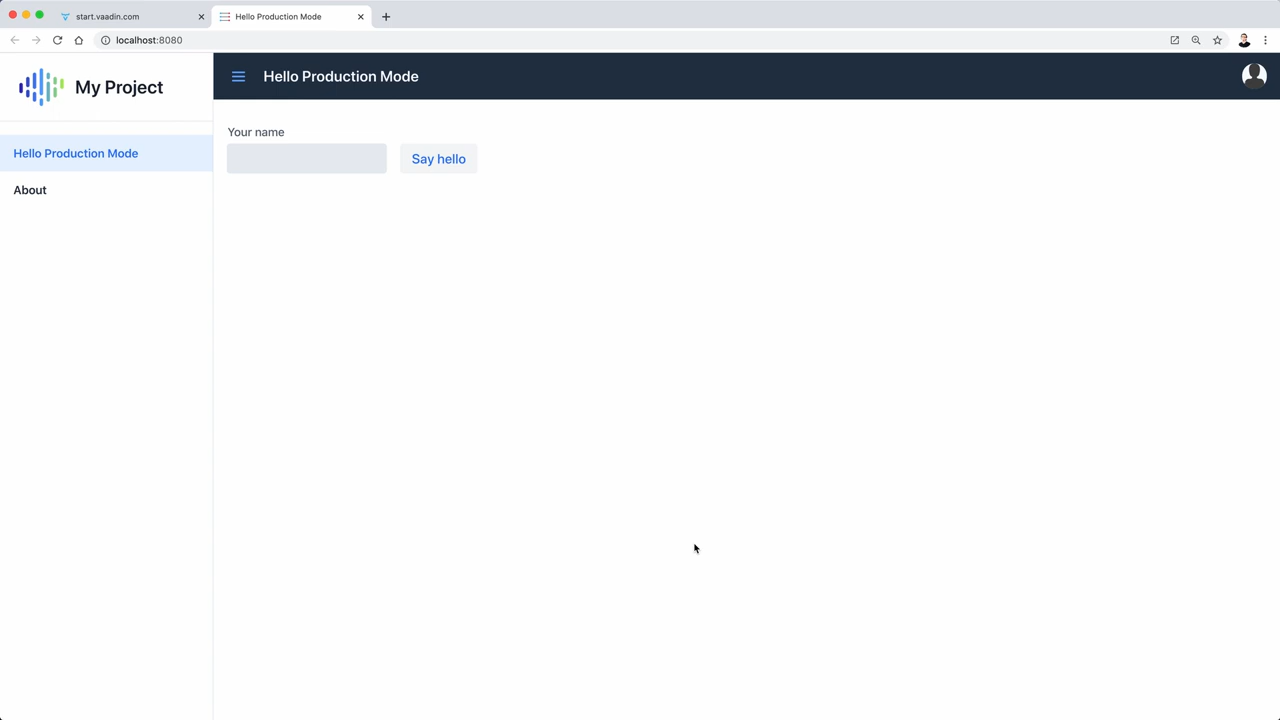 start.vaadin.com
Hello Production Mode
localhost:8080
My Project
Hello Production Mode
About
Hello Production Mode
Your name
Say hello